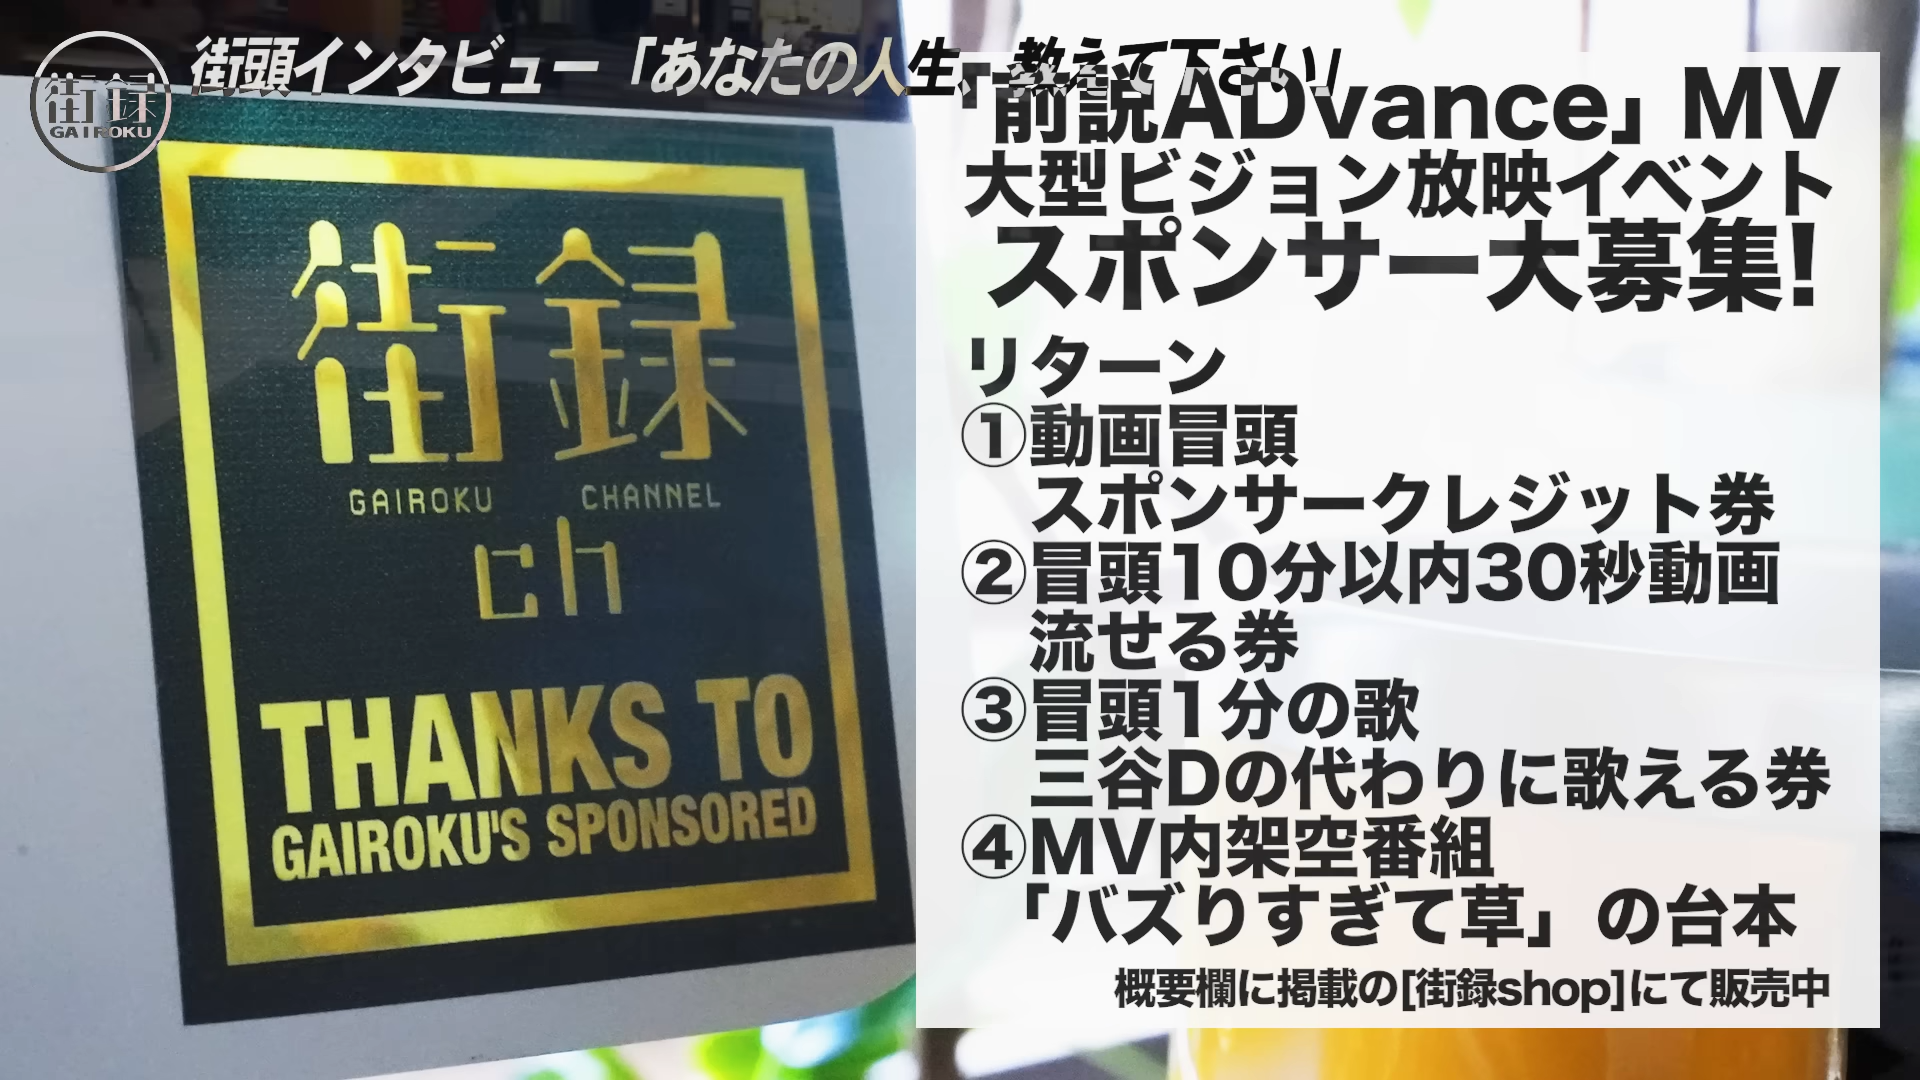 街頭インタビュー「あなたの人生、教えて下さい」
街録
GAIROKU
街録
GAIROKU CHANNEL
ch
THANKS TO
GAIROKU'S SPONSORED
「前説ADvance」MV
大型ビジョン放映イベント
スポンサー大募集!
リターン
①動画冒頭
スポンサークレジット券
②冒頭10分以内30秒動画
流せる券
③冒頭1分の歌
三谷Dの代わりに歌える券
④MV内架空番組
「バズりすぎて草」の台本
概要欄に掲載の[街録shop]にて販売中